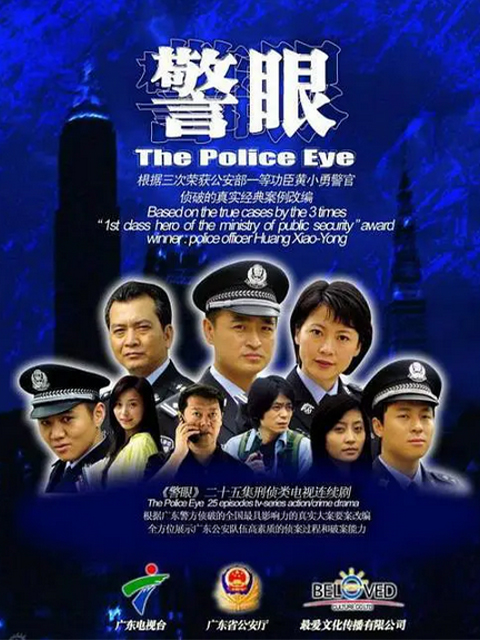 警眼
The Police Eye
根据三次荣获公安部一等功臣黄小勇警官
侦破的真实经典案例改编
Based on the true cases by the 3 times
“1st class hero of the ministry of public security” award
winner : police officer Huang Xiao-Yong
《警眼》二十五集刑侦类电视连续剧
The Police Eye 25 episodes tv-series action/crime drama
根据广东警方侦破的全国最具影响力的真实大案要案改编
全方位展示广东公安队伍高素质的侦案过程和破案能力
BELOVED
CULTURE CO.LTD
广东电视台 广东省公安厅 最爱文化传播有限公司